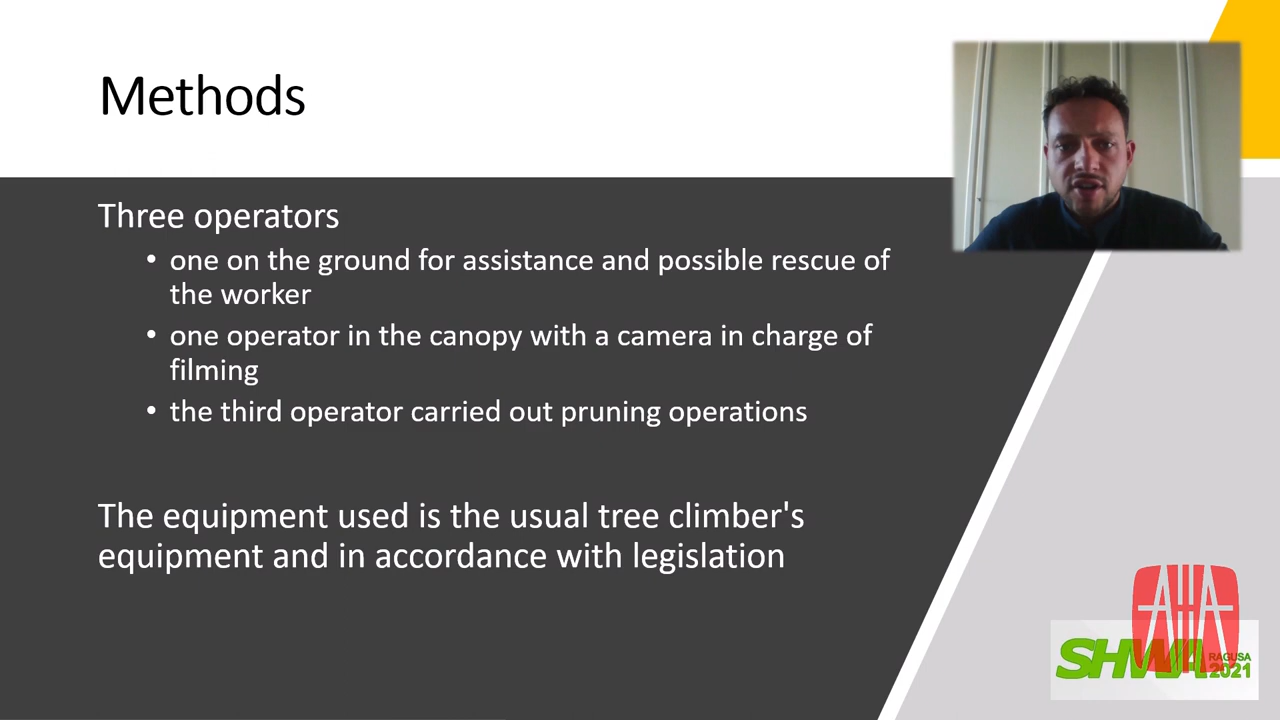 Methods
Three operators
• one on the ground for assistance and possible rescue of
the worker
• one operator in the canopy with a camera in charge of
filming
• the third operator carried out pruning operations
The equipment used is the usual tree climber's
equipment and in accordance with legislation
AIIA
SHWA RAGUSA
2021